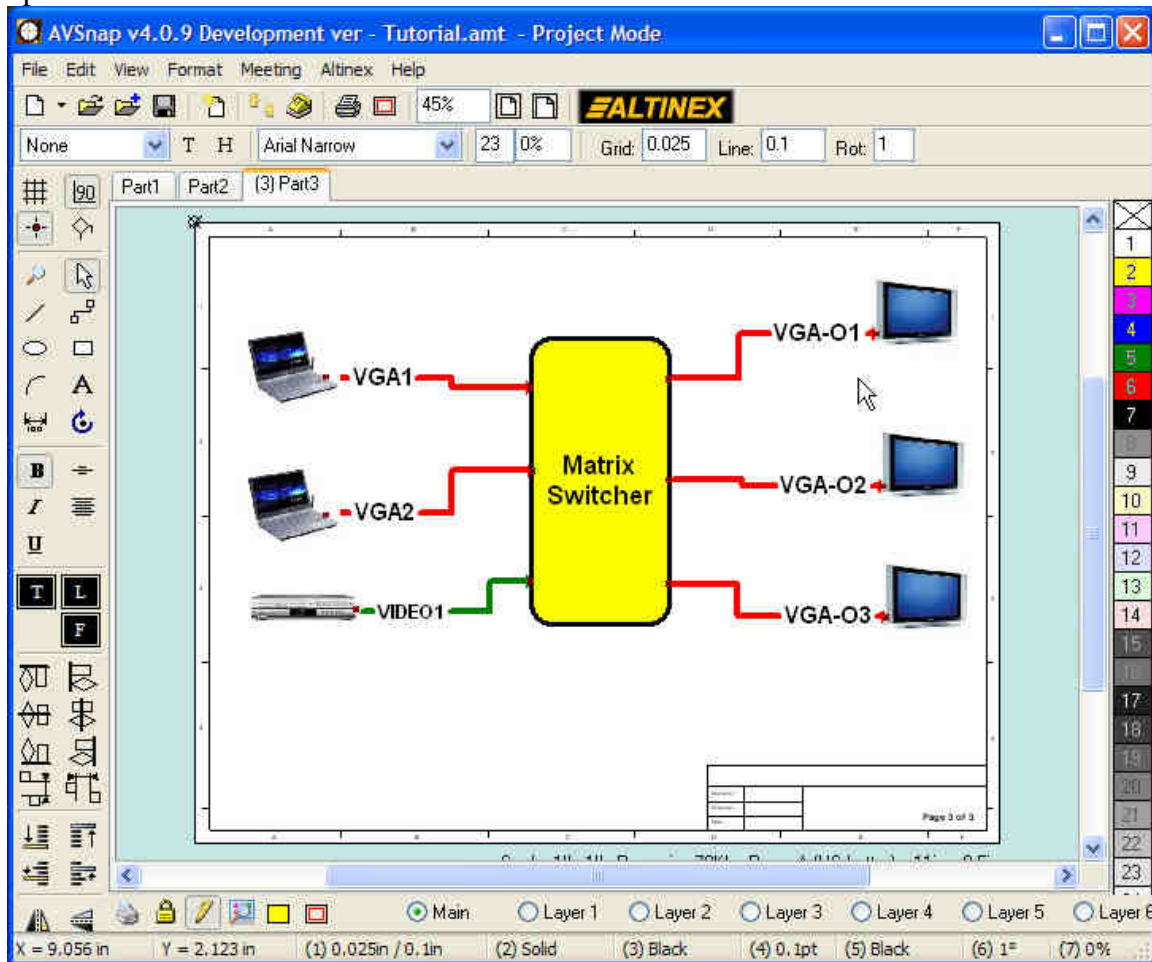 AVSnap v4.0.9 Development ver - Tutorial.amt - Project Mode
File Edit View Format Meeting Altinex Help
45% ALTINEX
None T H Arial Narrow 23 0% Grid: 0.025 Line: 0.1 Rot: 1
90 Part1 Part2 (3) Part3
1
2
3
VGA-O1
4
5
VGA1
6
A
7
8
B
Matrix
9
Switcher
VGA-O2
10
I
VGA2
11
U
12
13
T L
VIDEO1
VGA-O3
14
F
15
17
18
19
20
Page 3 of 3
21
22
23
Main Layer 1 Layer 2 Layer 3 Layer 4 Layer 5 Layer 6
X = 9.056 in Y = 2.123 in (1) 0.025in / 0.1in (2) Solid (3) Black (4) 0.1pt (5) Black (6) 1° (7) 0%